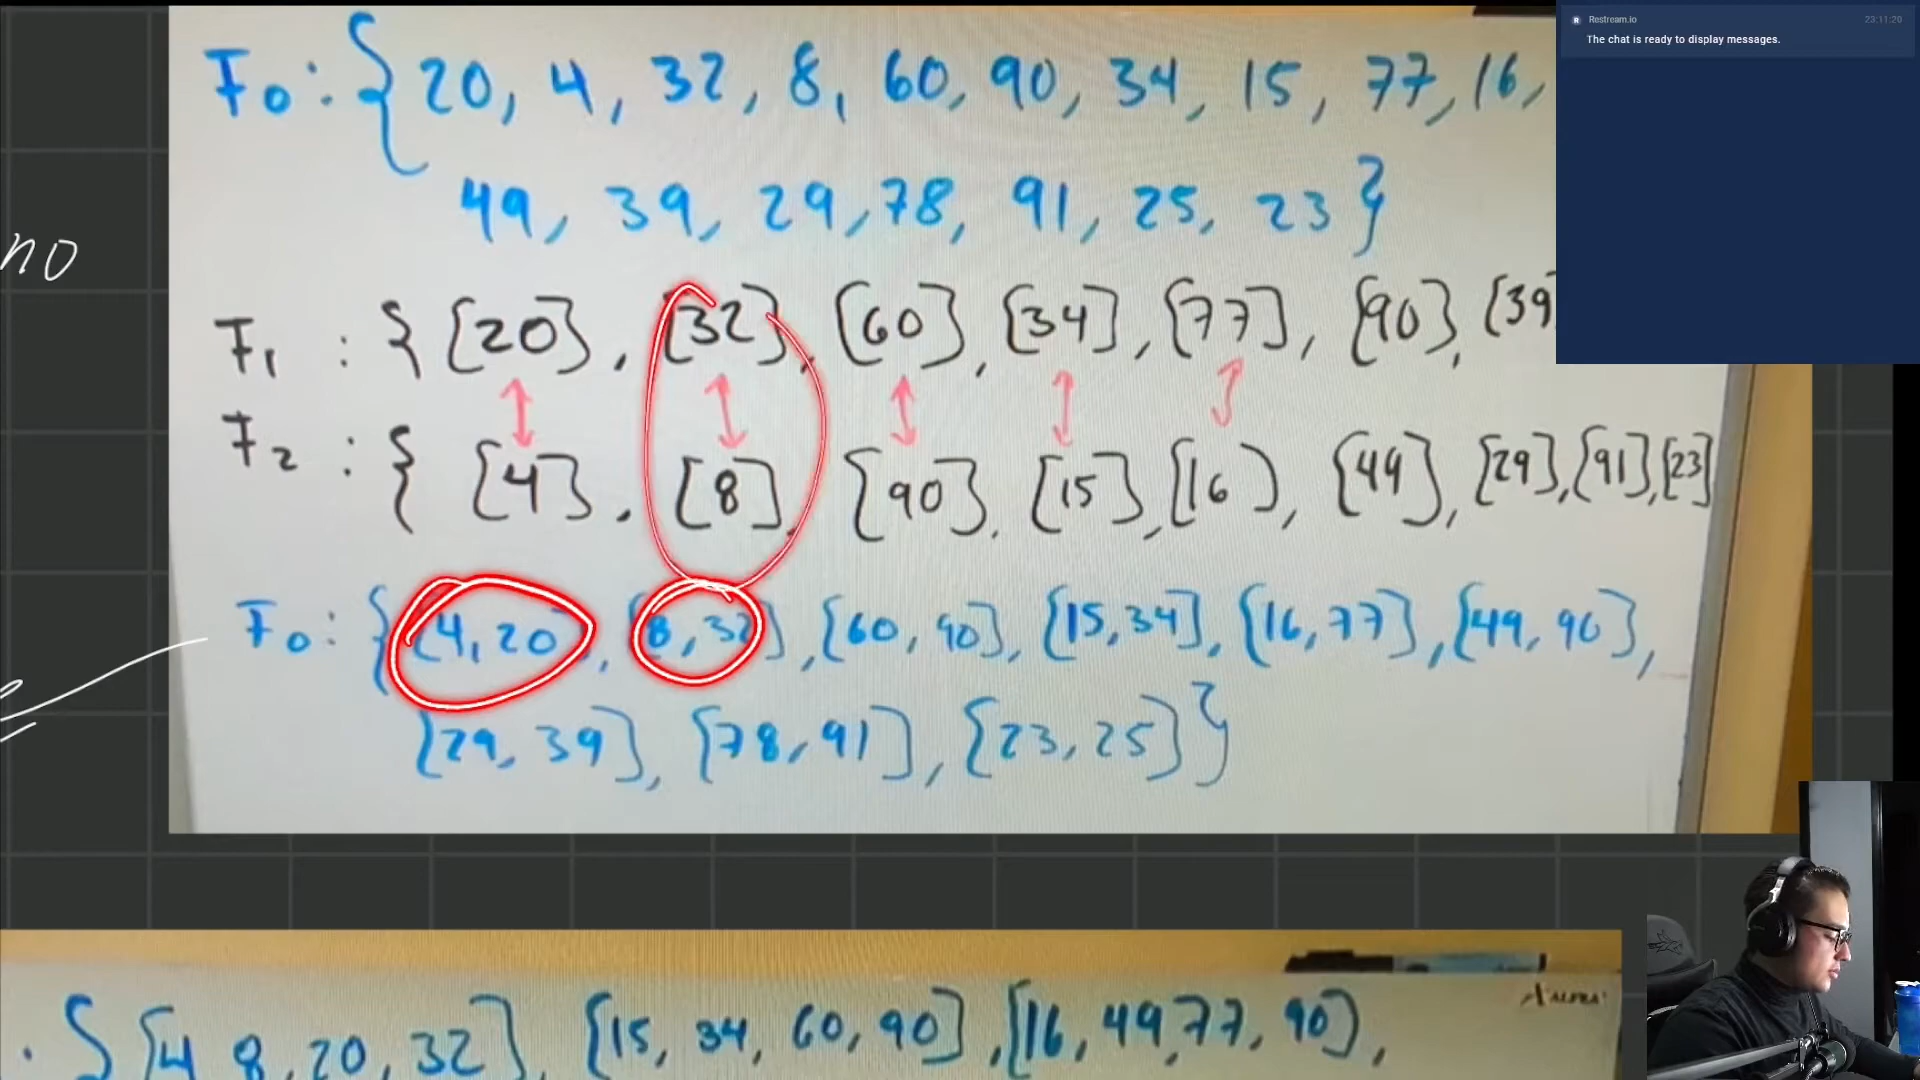 Restream.io 23:11:20
The chat is ready to display messages.
F0: { 20, 4, 32, 8, 60, 90, 34, 15, 77, 16,
49, 39, 29, 78, 91, 25, 23 }
no
F1 : { [20], [32], [60], [34], [77], [90], [39
F2 : { [4], [8], [90], [15], [16], [49], [29], [91], [23]
F0: { [4, 20], [8, 32], [60, 90], [15, 34], [16, 77], [49, 90],
[29, 39], [78, 91], [23, 25] }
. { [4 8, 20, 32], [15, 34, 60, 90], [16, 49, 77, 90],